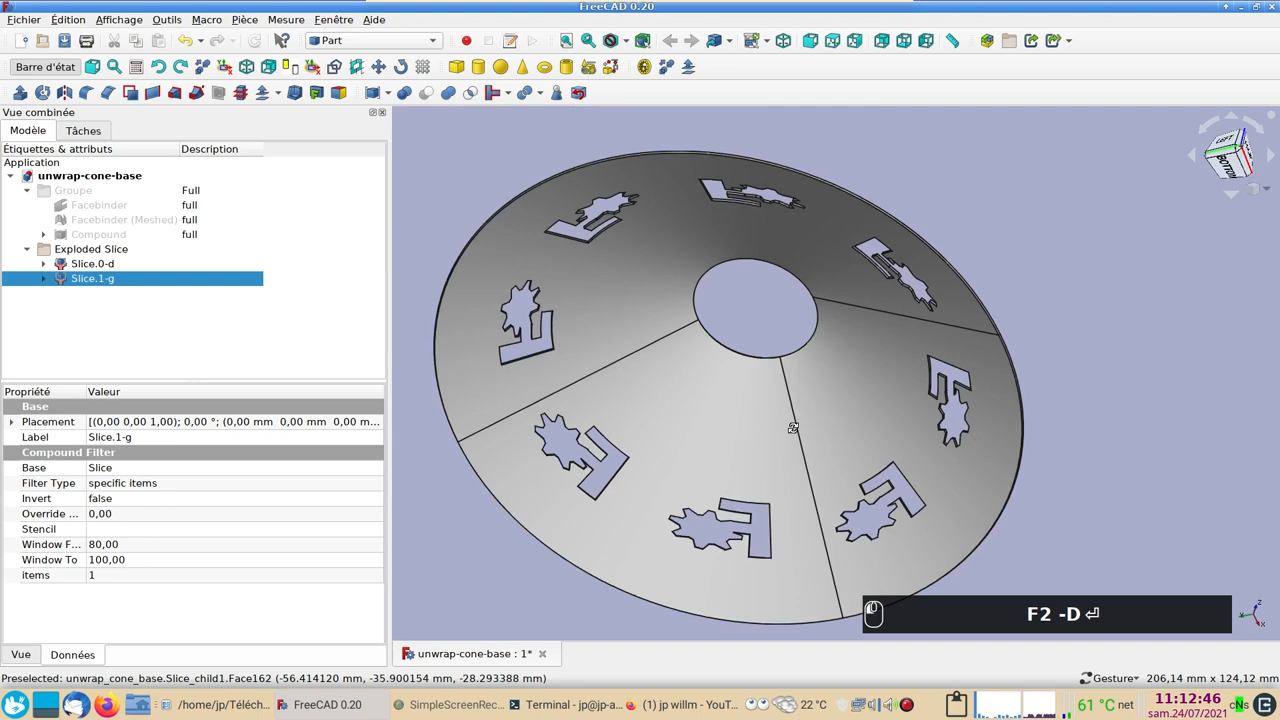 FreeCAD 0.20
Fichier Édition Affichage Outils Macro Pièce Mesure Fenêtre Aide
Part
Barre d'état
Vue combinée
Modèle Tâches
Étiquettes & attributs Description
Application
unwrap-cone-base
Groupe Full
Facebinder full
Facebinder (Meshed) full
Compound full
Exploded Slice
Slice.0-d
Slice.1-g
Propriété Valeur
Base
Placement [(0,00 0,00 1,00); 0,00 °; (0,00 mm 0,00 mm 0,00 m...
Label Slice.1-g
Compound Filter
Base Slice
Filter Type specific items
Invert false
Override ... 0,00
Stencil
Window F... 80,00
Window To 100,00
items 1
LEFT
BOTTOM
F2 -D ⏎
Vue Données
unwrap-cone-base : 1*
Preselected: unwrap_cone_base.Slice_child1.Face162 (-56.414120 mm, -35.900154 mm, -28.293388 mm)
Gesture 206,14 mm x 124,12 mm
/home/jp/Téléch... FreeCAD 0.20 SimpleScreenRec... Terminal - jp@jp-a... (1) jp willm - YouT... 22 °C 61 °C net 11:12:46
sam.24/07/2021